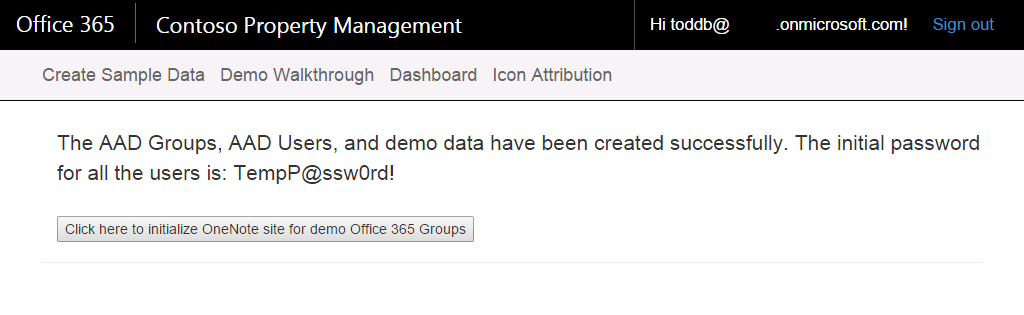 Office 365 Contoso Property Management Hi toddb@ .onmicrosoft.com! Sign out
Create Sample Data Demo Walkthrough Dashboard Icon Attribution
The AAD Groups, AAD Users, and demo data have been created successfully. The initial password
for all the users is: TempP@ssw0rd!
Click here to initialize OneNote site for demo Office 365 Groups